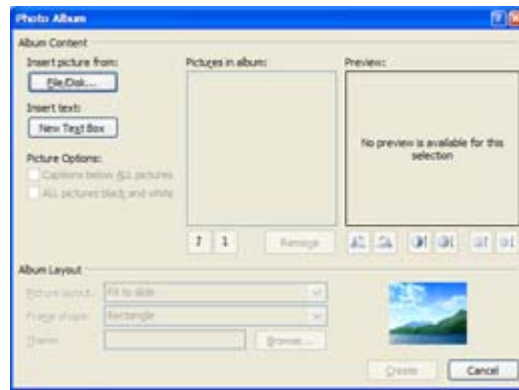 Photo Album
Album Content
Insert picture from:
File/Disk...
Insert text:
New Text Box
Picture Options:
Captions below ALL pictures
ALL pictures black and white
Pictures in album:
Remove
Preview:
No preview is available for this
selection
Album Layout
Picture layout: Fit to slide
Frame shape: Rectangle
Theme: Browse...
Create Cancel